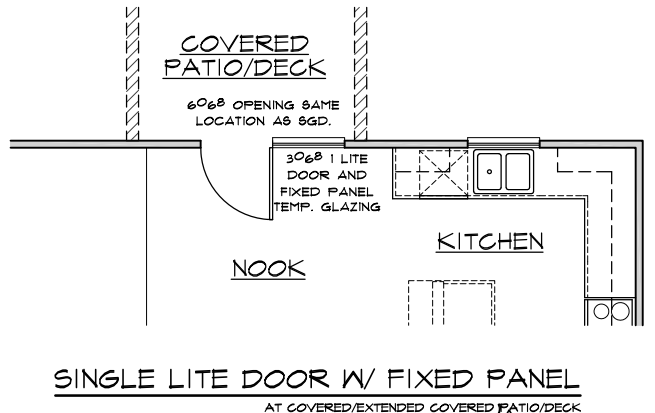 COVERED
PATIO/DECK
6068 OPENING SAME
LOCATION AS SGD.
3068 1 LITE
DOOR AND
FIXED PANEL
TEMP. GLAZING
KITCHEN
NOOK
SINGLE LITE DOOR W/ FIXED PANEL
AT COVERED/EXTENDED COVERED PATIO/DECK